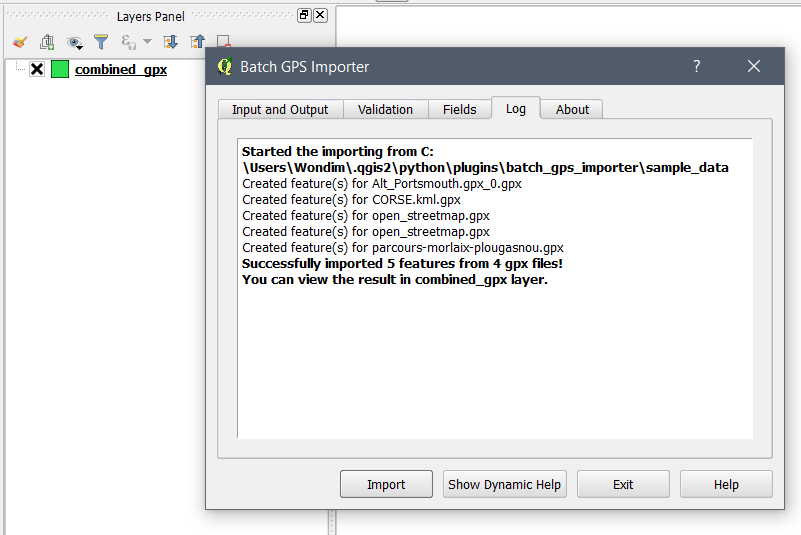 Layers Panel
combined_gpx
Batch GPS Importer
Input and Output
Validation
Fields
Log
About
Started the importing from C:
\Users\Wondim\.qgis2\python\plugins\batch_gps_importer\sample_data
Created feature(s) for Alt_Portsmouth.gpx_0.gpx
Created feature(s) for CORSE.kml.gpx
Created feature(s) for open_streetmap.gpx
Created feature(s) for open_streetmap.gpx
Created feature(s) for parcours-morlaix-plougasnou.gpx
Successfully imported 5 features from 4 gpx files!
You can view the result in combined_gpx layer.
Import
Show Dynamic Help
Exit
Help